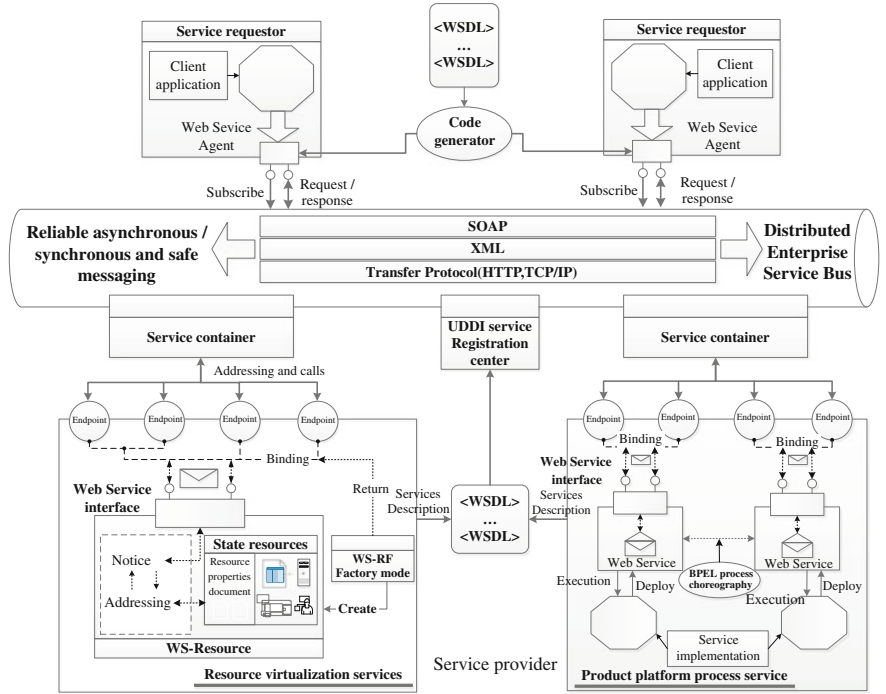 Service requestor
Client
application
Web Sevice
Agent
Subscribe
Request /
response
<WSDL>
...
<WSDL>
Code
generator
Service requestor
Client
application
Web Sevice
Agent
Subscribe
Request /
response
Reliable asynchronous /
synchronous and safe
messaging
SOAP
XML
Transfer Protocol(HTTP,TCP/IP)
Distributed
Enterprise
Service Bus
Service container
UDDI service
Registration
center
Service container
Addressing and calls
Endpoint
Endpoint
Endpoint
Endpoint
Binding
Web Service
interface
Return
Notice
Addressing
State resources
Resource
properties
document
WS-RF
Factory mode
Create
WS-Resource
Resource virtualization services
Services
Description
<WSDL>
...
<WSDL>
Services
Description
Service provider
Endpoint
Endpoint
Endpoint
Endpoint
Binding
Binding
Web Service
interface
Web Service
Web Service
BPEL process
choreography
Execution
Deploy
Execution
Deploy
Service
implementation
Product platform process service